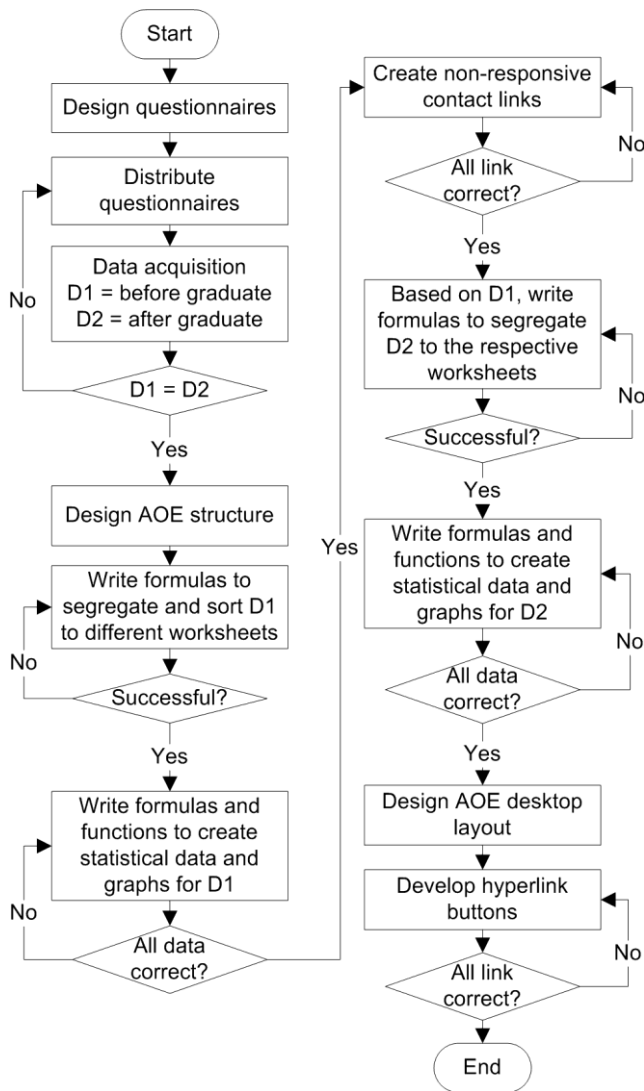 Start
Design questionnaires
Distribute
questionnaires
Data acquisition
D1 = before graduate
D2 = after graduate
No
D1 = D2
Yes
Design AOE structure
Write formulas to
segregate and sort D1
to different worksheets
No
Successful?
Yes
Write formulas and
functions to create
statistical data and
graphs for D1
No
All data
correct?
Yes
Create non-responsive
contact links
No
All link
correct?
Yes
Based on D1, write
formulas to segregate
D2 to the respective
worksheets
No
Successful?
Yes
Write formulas and
functions to create
statistical data and
graphs for D2
No
All data
correct?
Yes
Design AOE desktop
layout
Develop hyperlink
buttons
No
All link
correct?
End